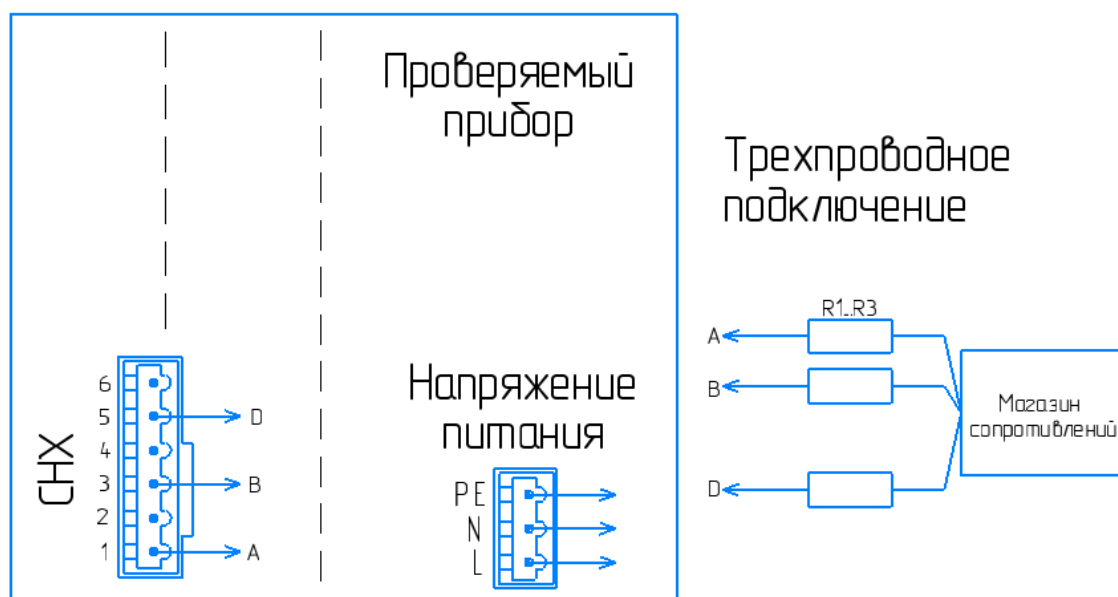 Проверяемый
прибор
Трехпроводное
подключение
R1...R3
A
B
D
Магазин
сопротивлений
Напряжение
питания
PE
N
L
CHX
6
5
4
3
2
1
D
B
A